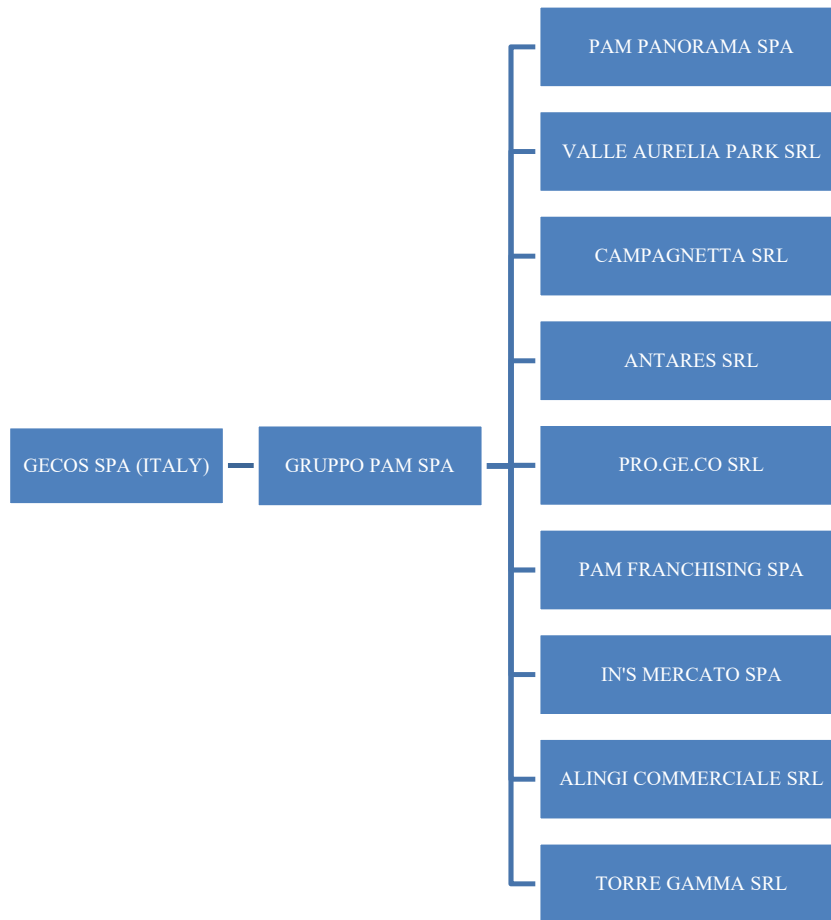 GECOS SPA (ITALY)
GRUPPO PAM SPA
PAM PANORAMA SPA
VALLE AURELIA PARK SRL
CAMPAGNETTA SRL
ANTARES SRL
PRO.GE.CO SRL
PAM FRANCHISING SPA
IN'S MERCATO SPA
ALINGI COMMERCIALE SRL
TORRE GAMMA SRL